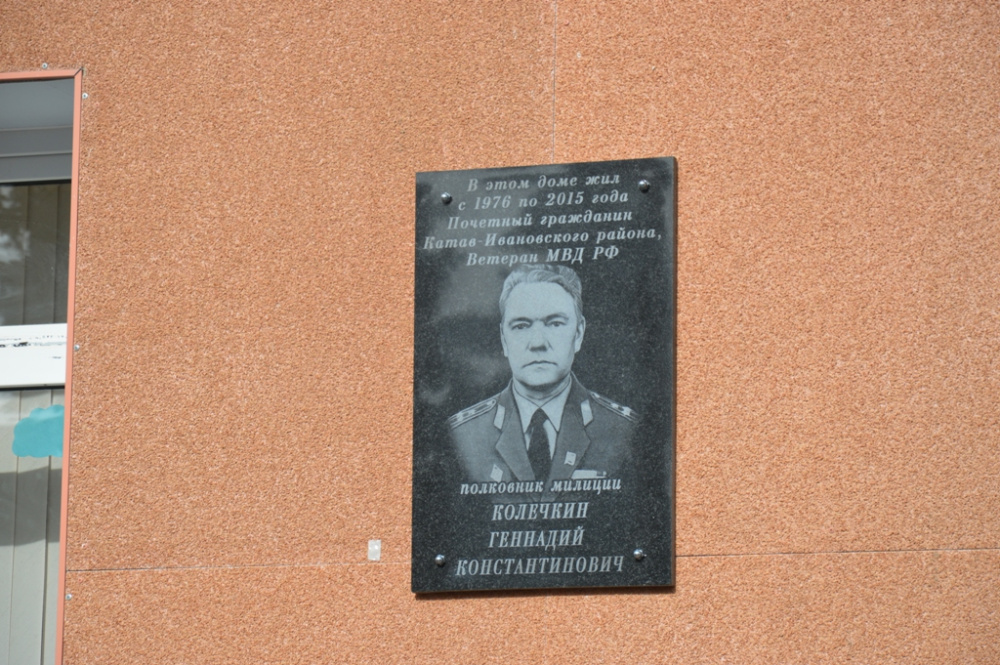 В этом доме жил
с 1976 по 2015 года
Почетный гражданин
Катав-Ивановского района,
Ветеран МВД РФ
полковник милиции
КОЛЕЧКИН
ГЕННАДИЙ
КОНСТАНТИНОВИЧ